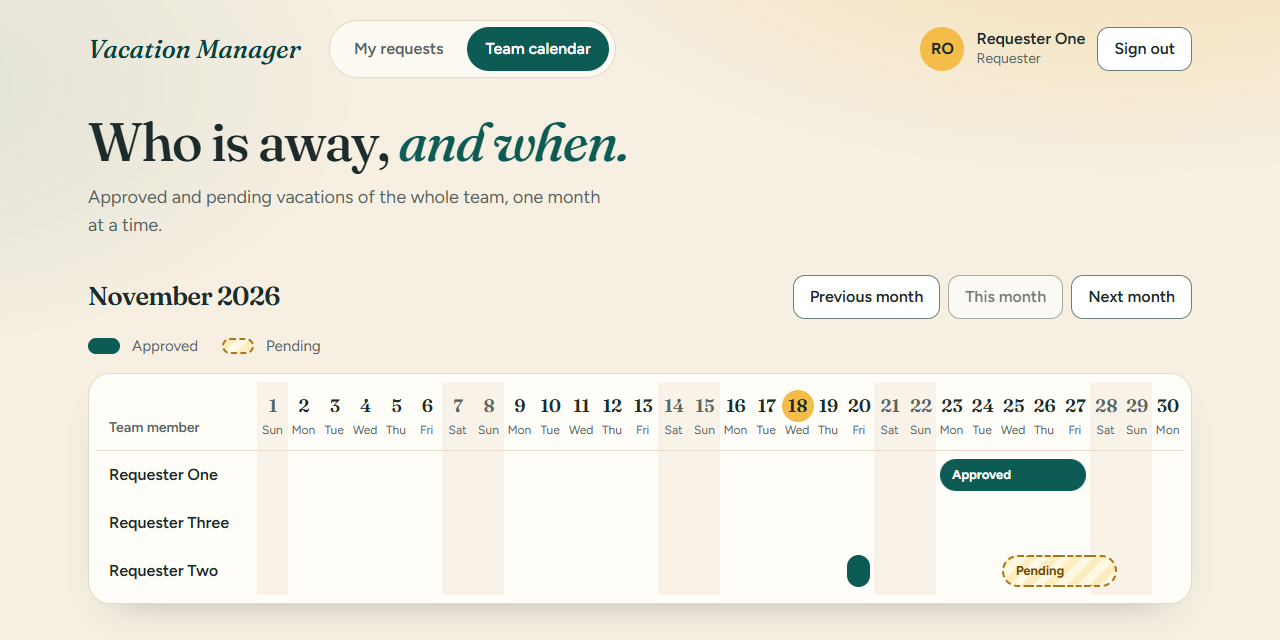 Vacation Manager
My requests
Team calendar
RO
Requester One
Requester
Sign out
Who is away, and when.
Approved and pending vacations of the whole team, one month
at a time.
November 2026
Previous month
This month
Next month
Approved
Pending
Team member
1 2 3 4 5 6 7 8 9 10 11 12 13 14 15 16 17 18 19 20 21 22 23 24 25 26 27 28 29 30
Sun Mon Tue Wed Thu Fri Sat Sun Mon Tue Wed Thu Fri Sat Sun Mon Tue Wed Thu Fri Sat Sun Mon Tue Wed Thu Fri Sat Sun Mon
Requester One
Approved
Requester Three
Requester Two
Pending